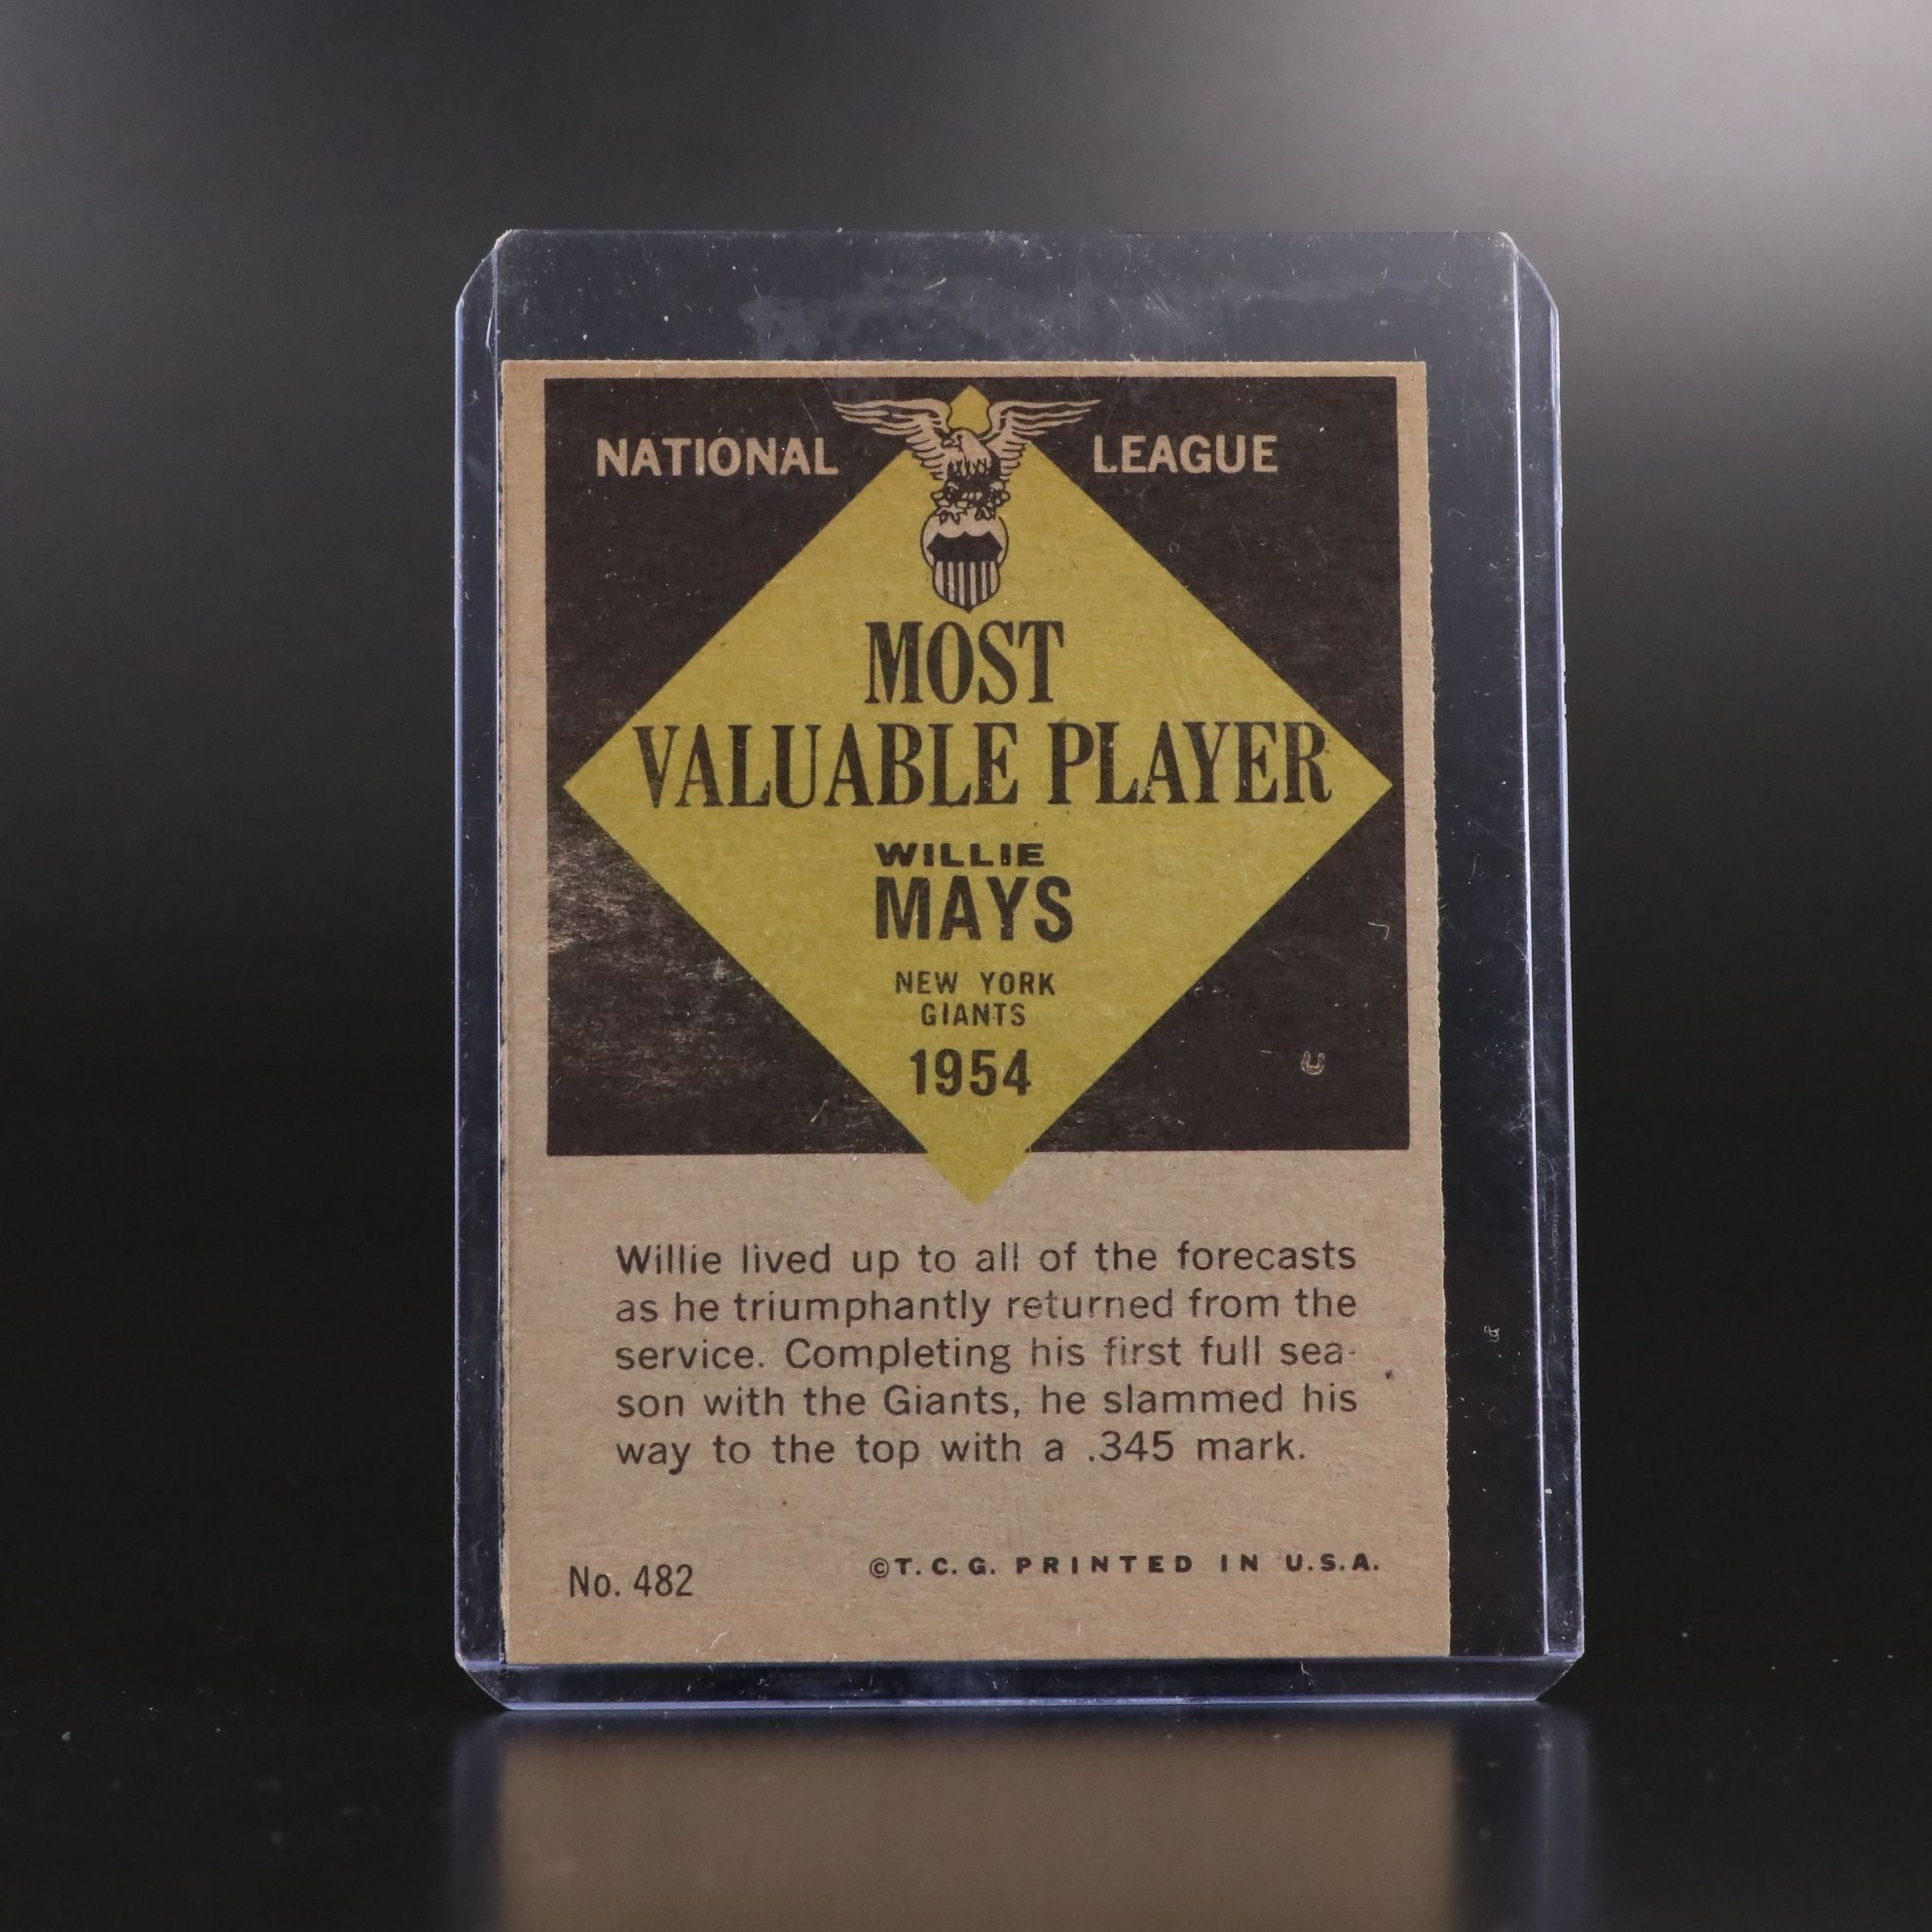 NATIONAL LEAGUE
MOST
VALUABLE PLAYER
WILLIE
MAYS
NEW YORK
GIANTS
1954
Willie lived up to all of the forecasts
as he triumphantly returned from the
service. Completing his first full sea-
son with the Giants, he slammed his
way to the top with a .345 mark.
No. 482 ©T.C.G. PRINTED IN U.S.A.